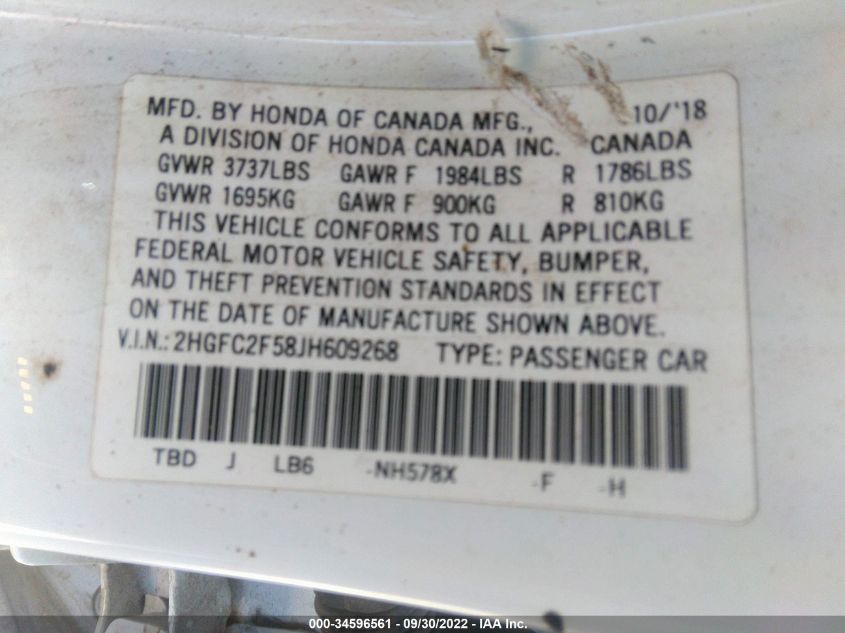 MFD. BY HONDA OF CANADA MFG., 10/'18
A DIVISION OF HONDA CANADA INC. CANADA
GVWR 3737LBS GAWR F 1984LBS R 1786LBS
GVWR 1695KG GAWR F 900KG R 810KG
THIS VEHICLE CONFORMS TO ALL APPLICABLE
FEDERAL MOTOR VEHICLE SAFETY, BUMPER,
AND THEFT PREVENTION STANDARDS IN EFFECT
ON THE DATE OF MANUFACTURE SHOWN ABOVE.
V.I.N.: 2HGFC2F58JH609268 TYPE: PASSENGER CAR
TBD J LB6 -NH578X -F -H
000-34596561 - 09/30/2022 - IAA Inc.